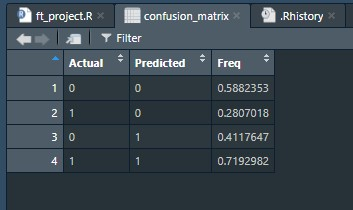 ft_project.R confusion_matrix .Rhistory
Filter
Actual Predicted Freq
1 0 0 0.5882353
2 1 0 0.2807018
3 0 1 0.4117647
4 1 1 0.7192982